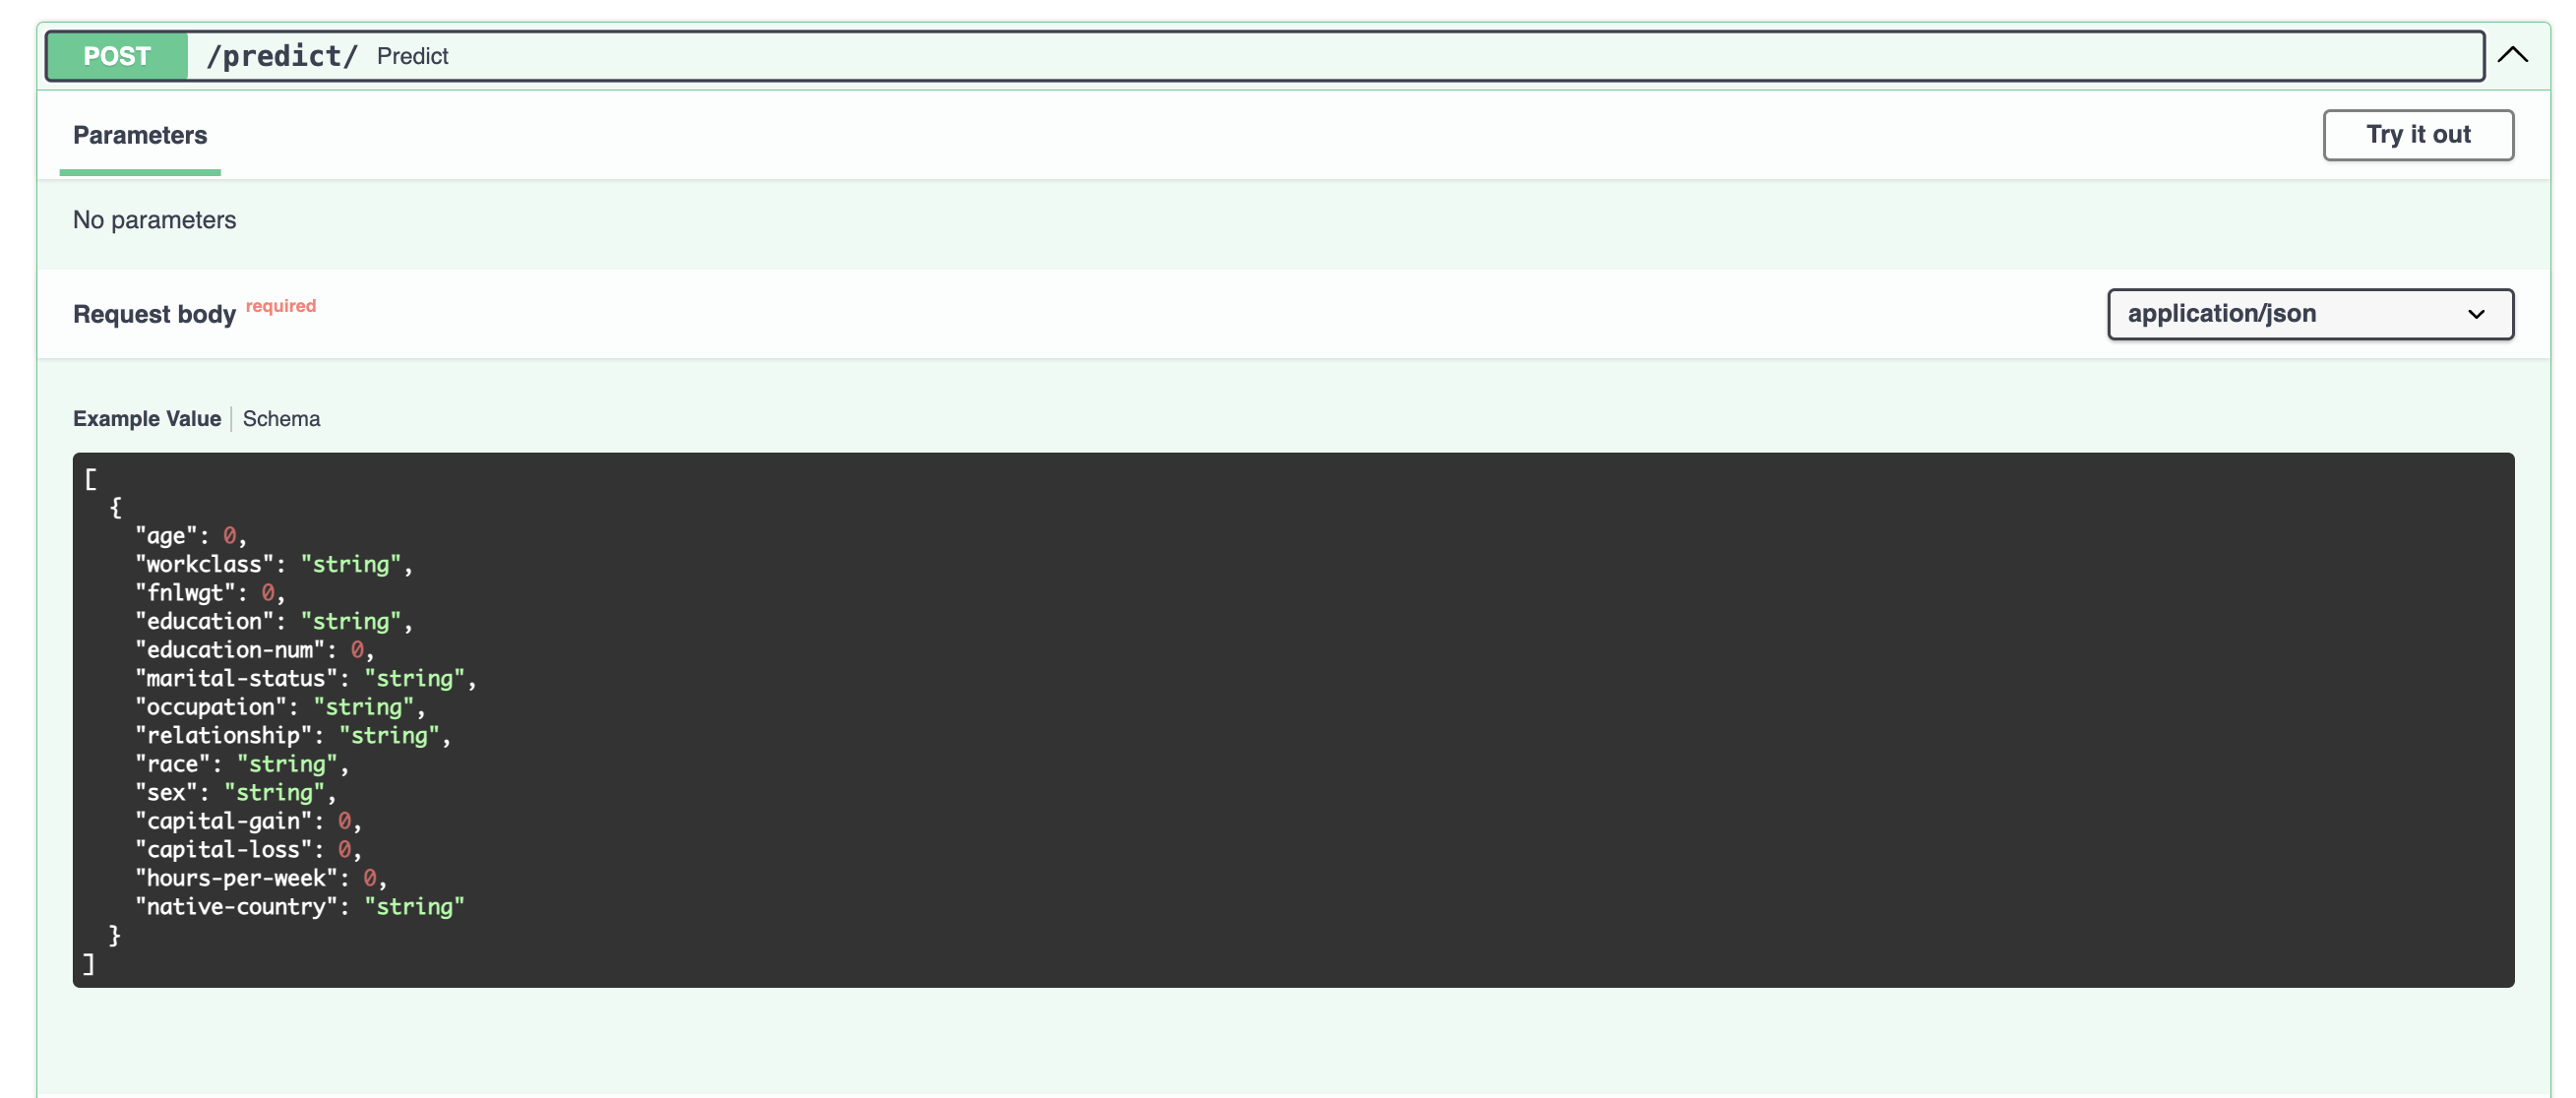 POST /predict/ Predict
Parameters
Try it out
No parameters
Request body required
application/json
Example Value | Schema
[
  {
    "age": 0,
    "workclass": "string",
    "fnlwgt": 0,
    "education": "string",
    "education-num": 0,
    "marital-status": "string",
    "occupation": "string",
    "relationship": "string",
    "race": "string",
    "sex": "string",
    "capital-gain": 0,
    "capital-loss": 0,
    "hours-per-week": 0,
    "native-country": "string"
  }
]